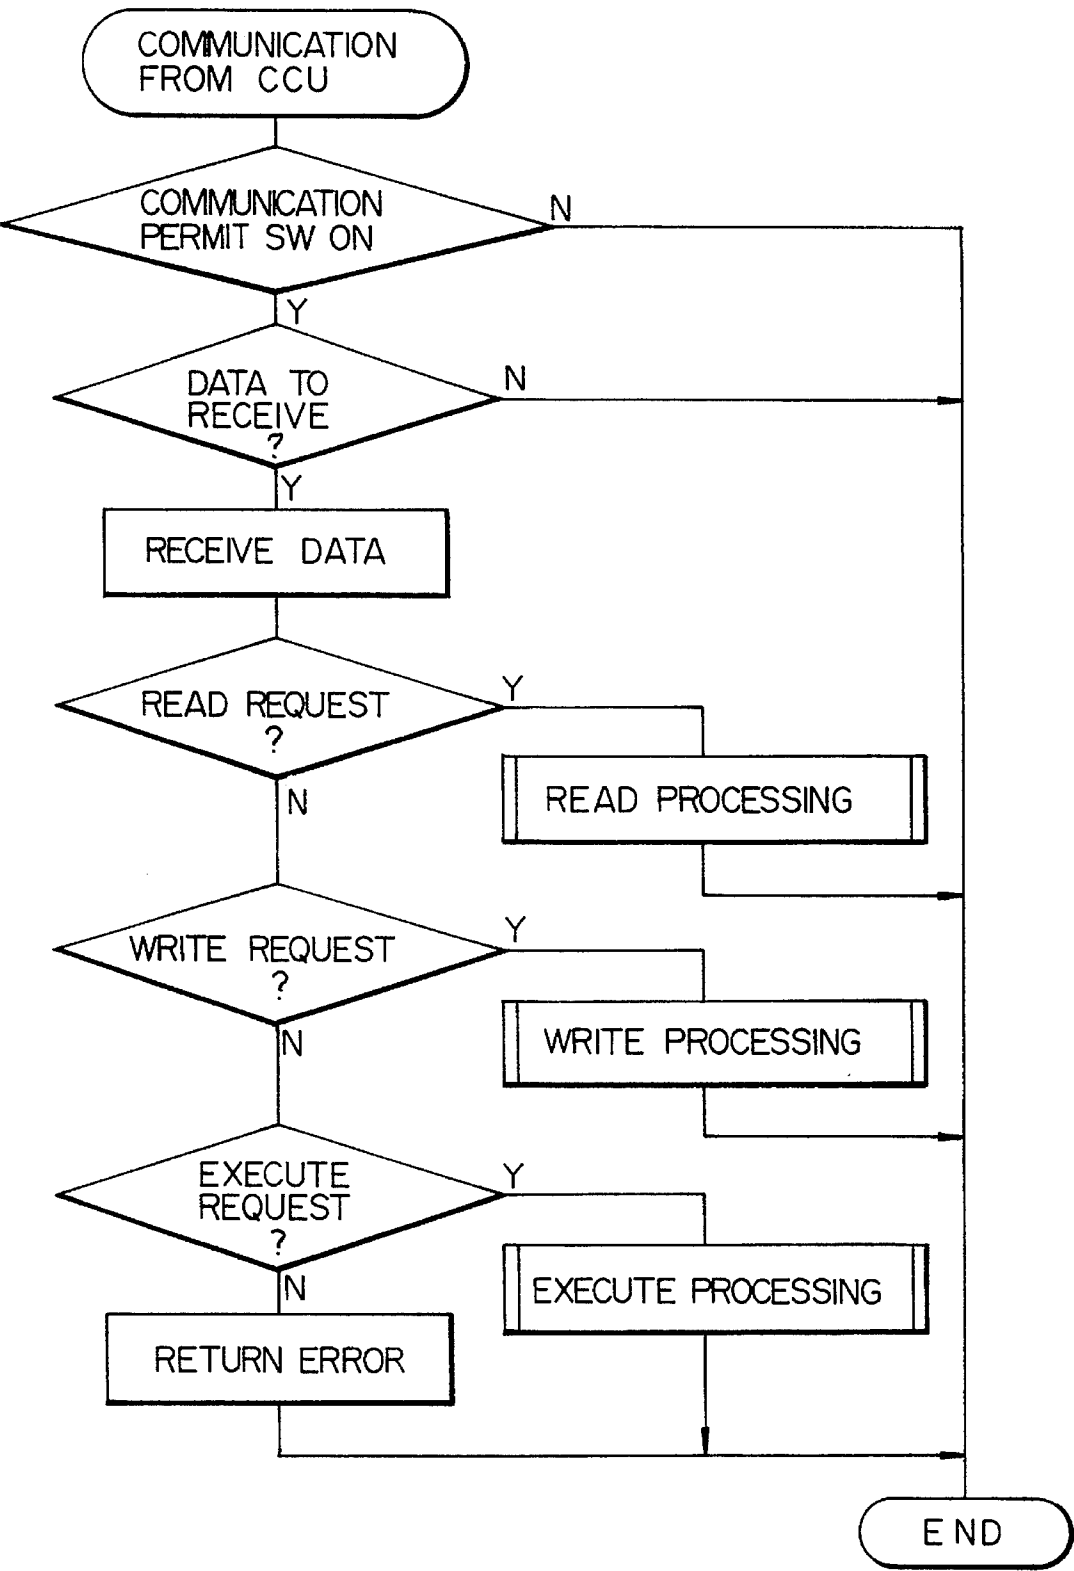 COMMUNICATION
FROM CCU
COMMUNICATION
PERMIT SW ON
N
Y
DATA TO
RECEIVE
?
N
Y
RECEIVE DATA
READ REQUEST
?
Y
N
READ PROCESSING
WRITE REQUEST
?
Y
N
WRITE PROCESSING
EXECUTE
REQUEST
?
Y
N
EXECUTE PROCESSING
RETURN ERROR
END